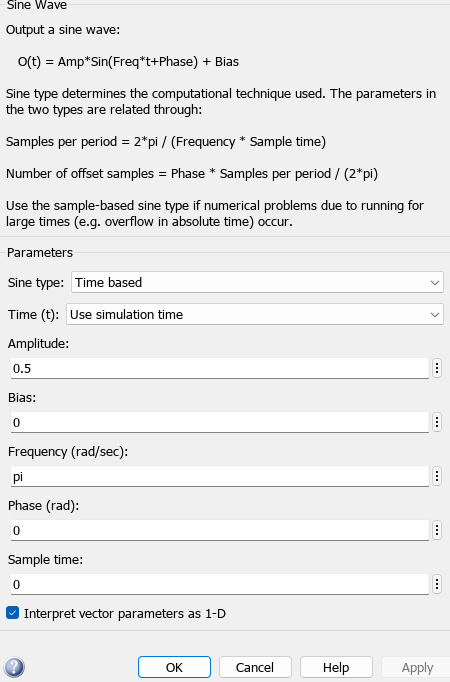 Sine Wave
Output a sine wave:
O(t) = Amp*Sin(Freq*t+Phase) + Bias
Sine type determines the computational technique used. The parameters in
the two types are related through:
Samples per period = 2*pi / (Frequency * Sample time)
Number of offset samples = Phase * Samples per period / (2*pi)
Use the sample-based sine type if numerical problems due to running for
large times (e.g. overflow in absolute time) occur.
Parameters
Sine type: Time based
Time (t): Use simulation time
Amplitude:
0.5
Bias:
0
Frequency (rad/sec):
pi
Phase (rad):
0
Sample time:
0
Interpret vector parameters as 1-D
? OK Cancel Help Apply